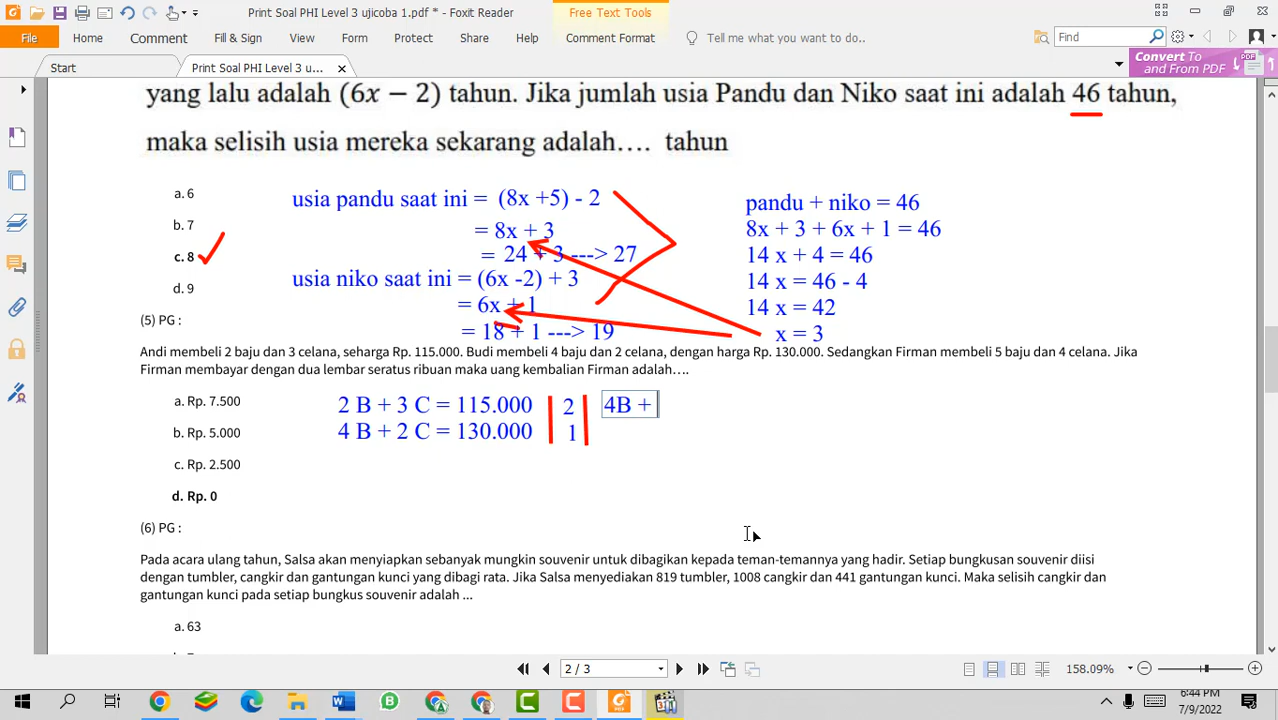 Print Soal PHI Level 3 ujicoba 1.pdf * - Foxit Reader
Free Text Tools
File
Home
Comment
Fill & Sign
View
Form
Protect
Share
Help
Comment Format
Tell me what you want to do..
Find
Start
Print Soal PHI Level 3 u...
Convert To
and From PDF
yang lalu adalah (6x − 2) tahun. Jika jumlah usia Pandu dan Niko saat ini adalah 46 tahun,
maka selisih usia mereka sekarang adalah…. tahun
a. 6
b. 7
c. 8
d. 9
usia pandu saat ini = (8x +5) - 2
= 8x + 3
= 24 + 3 ---> 27
usia niko saat ini = (6x -2) + 3
= 6x + 1
= 18 + 1 ---> 19
pandu + niko = 46
8x + 3 + 6x + 1 = 46
14 x + 4 = 46
14 x = 46 - 4
14 x = 42
x = 3
(5) PG :
Andi membeli 2 baju dan 3 celana, seharga Rp. 115.000. Budi membeli 4 baju dan 2 celana, dengan harga Rp. 130.000. Sedangkan Firman membeli 5 baju dan 4 celana. Jika
Firman membayar dengan dua lembar seratus ribuan maka uang kembalian Firman adalah….
a. Rp. 7.500
b. Rp. 5.000
c. Rp. 2.500
d. Rp. 0
2 B + 3 C = 115.000 | 2 | 4B +
4 B + 2 C = 130.000 | 1 |
(6) PG :
Pada acara ulang tahun, Salsa akan menyiapkan sebanyak mungkin souvenir untuk dibagikan kepada teman-temannya yang hadir. Setiap bungkusan souvenir diisi
dengan tumbler, cangkir dan gantungan kunci yang dibagi rata. Jika Salsa menyediakan 819 tumbler, 1008 cangkir dan 441 gantungan kunci. Maka selisih cangkir dan
gantungan kunci pada setiap bungkus souvenir adalah ...
a. 63
2 / 3
158.09%
6:44 PM
7/9/2022